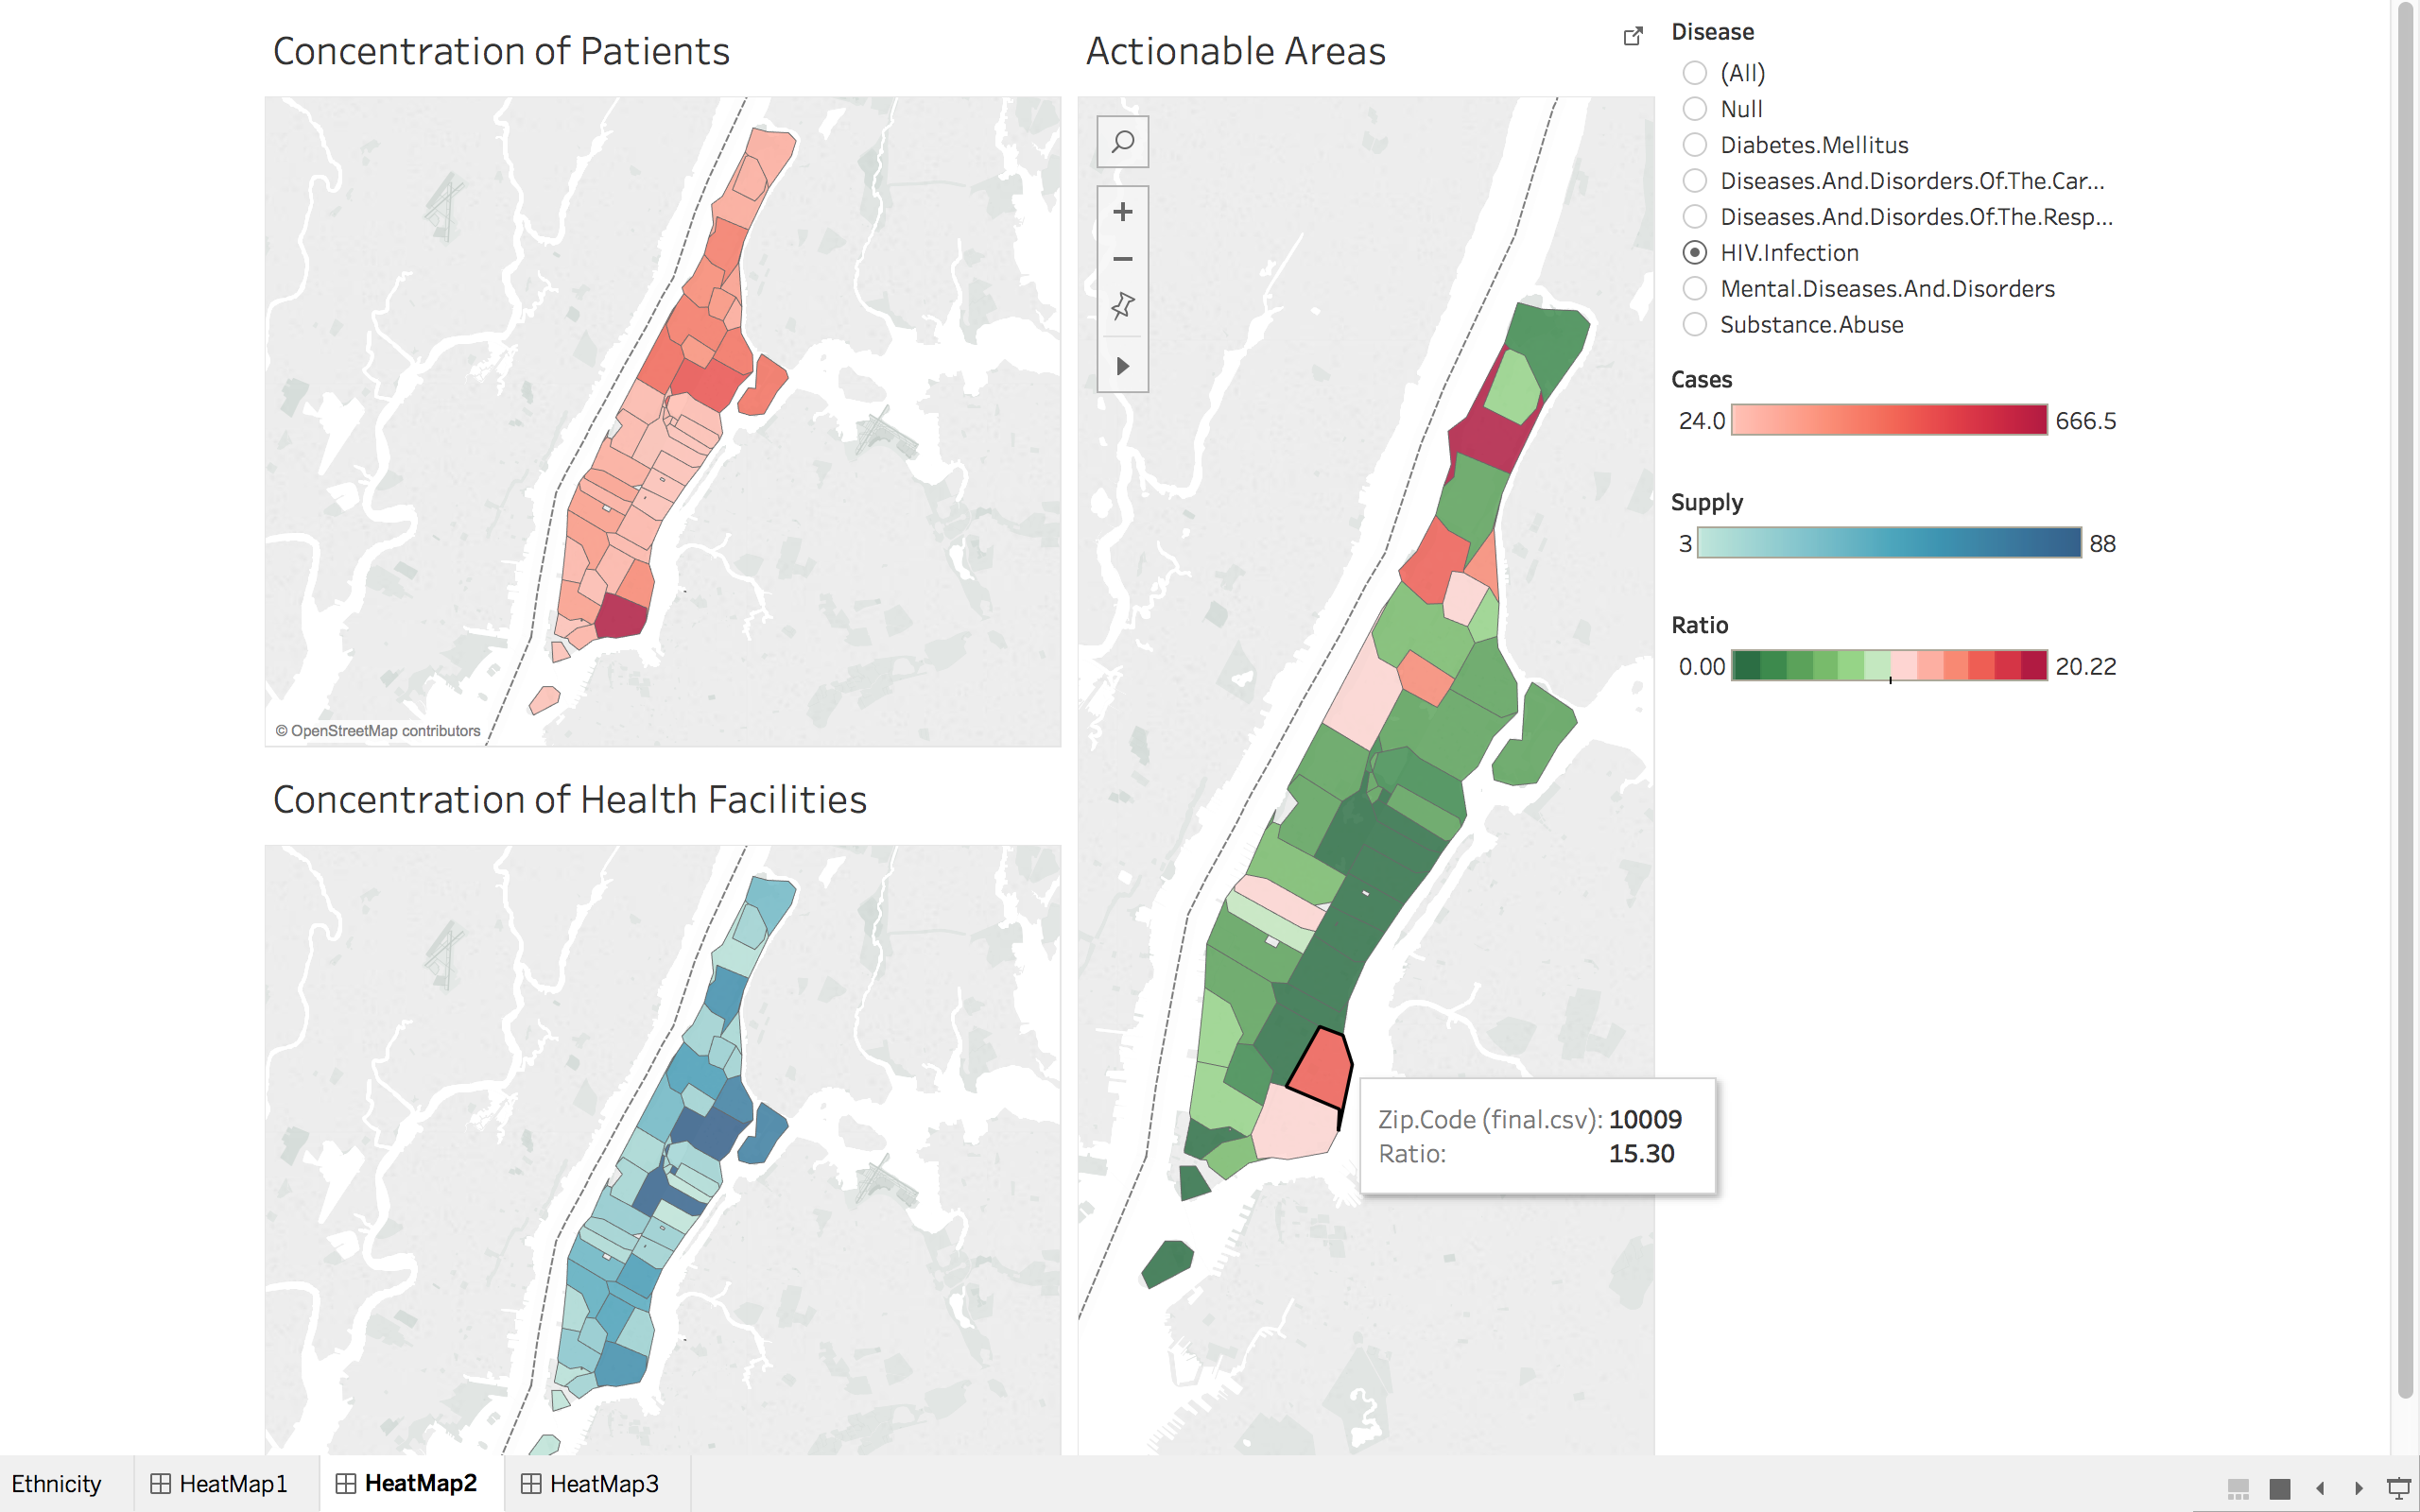 Concentration of Patients
© OpenStreetMap contributors
Concentration of Health Facilities
Actionable Areas
Zip.Code (final.csv): 10009
Ratio: 15.30
Disease
(All)
Null
Diabetes.Mellitus
Diseases.And.Disorders.Of.The.Car...
Diseases.And.Disordes.Of.The.Resp...
HIV.Infection
Mental.Diseases.And.Disorders
Substance.Abuse
Cases
24.0 666.5
Supply
3 88
Ratio
0.00 20.22
Ethnicity HeatMap1 HeatMap2 HeatMap3